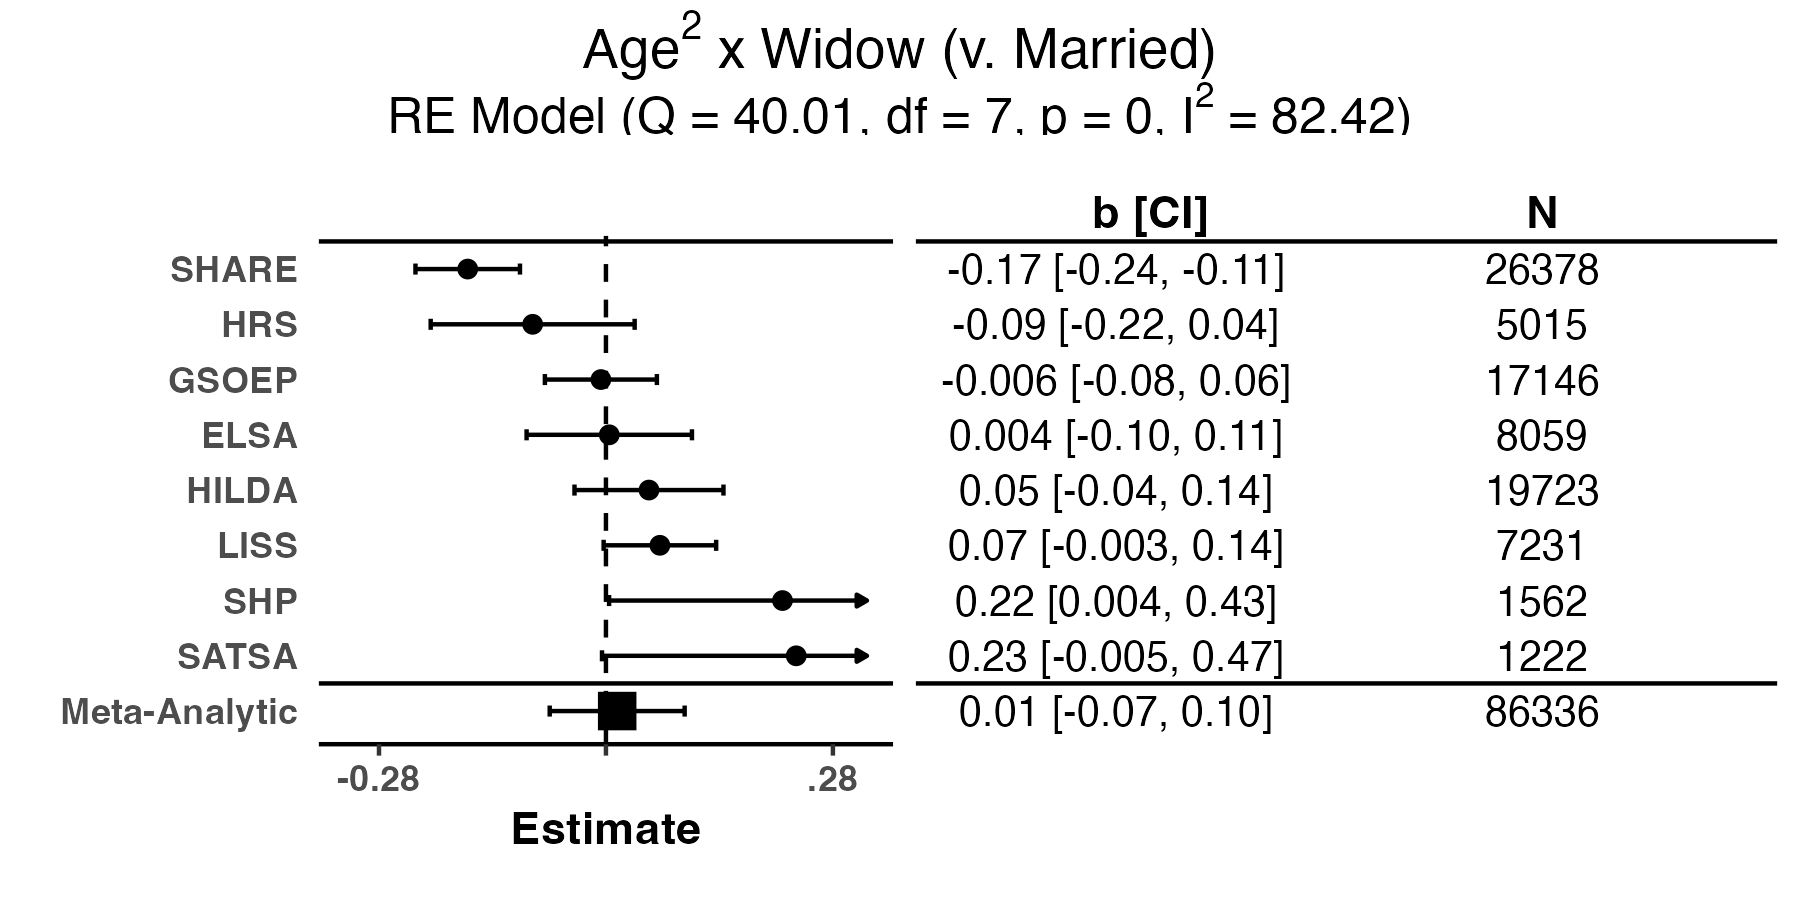 Age² x Widow (v. Married)
RE Model (Q = 40.01, df = 7, p = 0, I² = 82.42)
b [CI] N
SHARE -0.17 [-0.24, -0.11] 26378
HRS -0.09 [-0.22, 0.04] 5015
GSOEP -0.006 [-0.08, 0.06] 17146
ELSA 0.004 [-0.10, 0.11] 8059
HILDA 0.05 [-0.04, 0.14] 19723
LISS 0.07 [-0.003, 0.14] 7231
SHP 0.22 [0.004, 0.43] 1562
SATSA 0.23 [-0.005, 0.47] 1222
Meta-Analytic 0.01 [-0.07, 0.10] 86336
-0.28 .28
Estimate